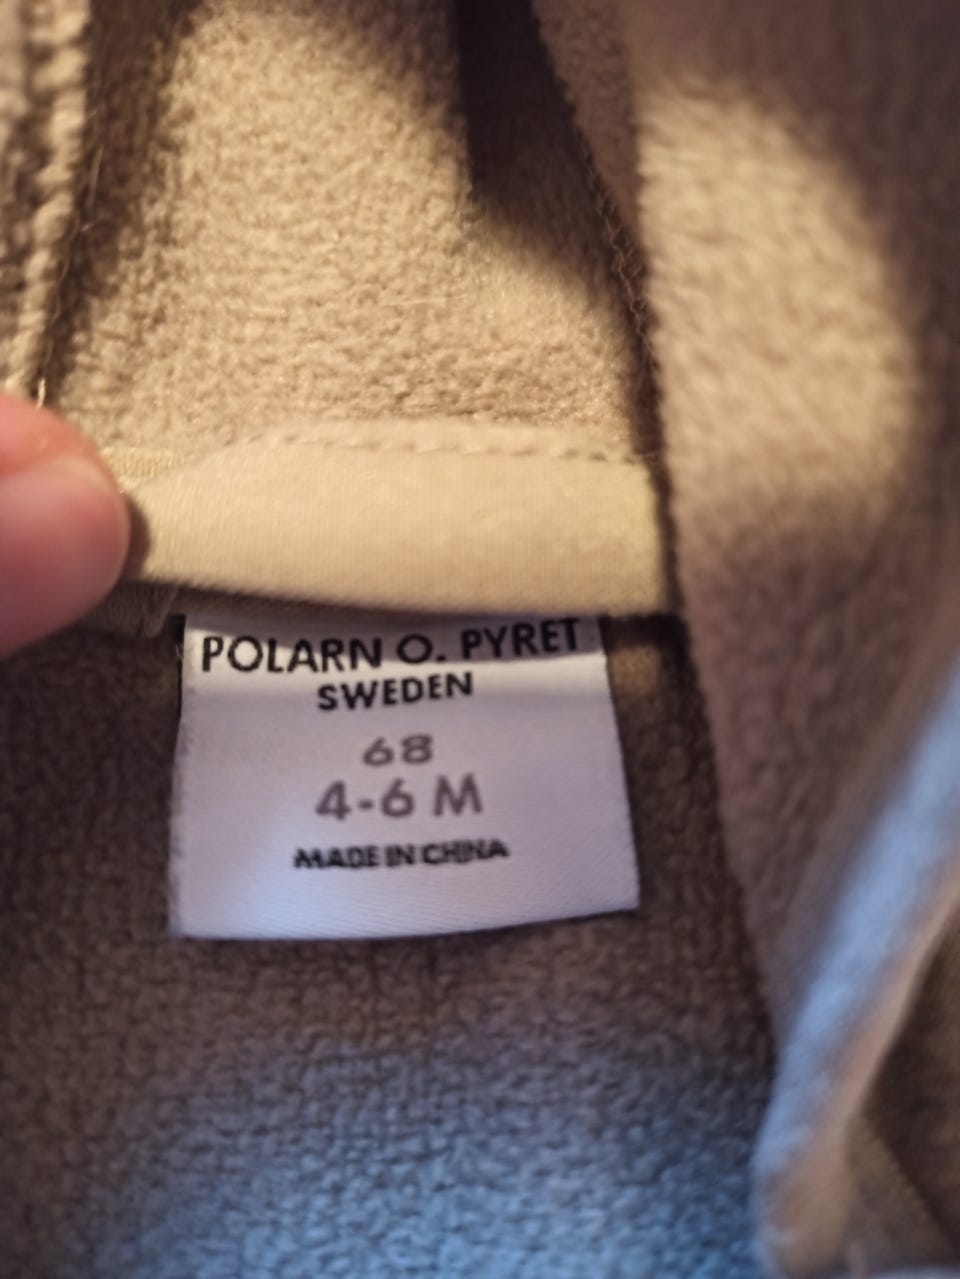 POLARN O. PYRET
SWEDEN
68
4-6 M
MADE IN CHINA